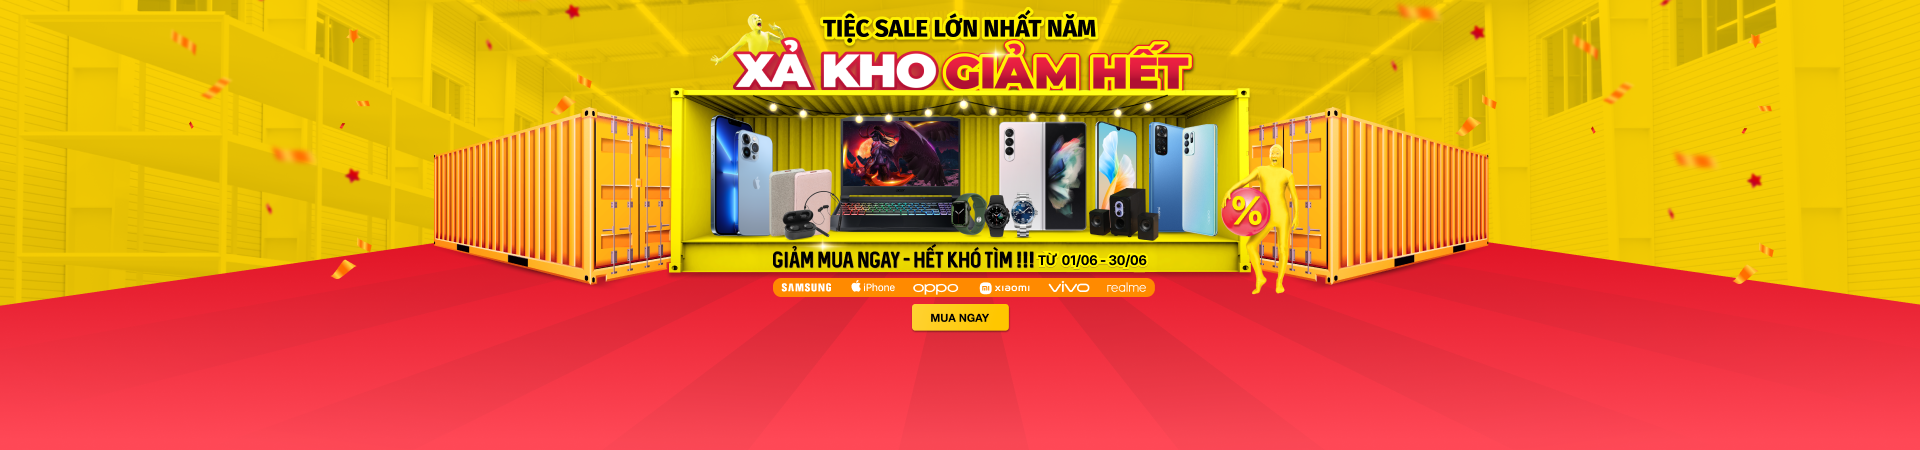 TIỆC SALE LỚN NHẤT NĂM
XẢ KHO GIẢM HẾT
%
GIẢM MUA NGAY - HẾT KHÓ TÌM !!! TỪ 01/06 - 30/06
SAMSUNG iPhone oppo mi xiaomi vivo realme
MUA NGAY